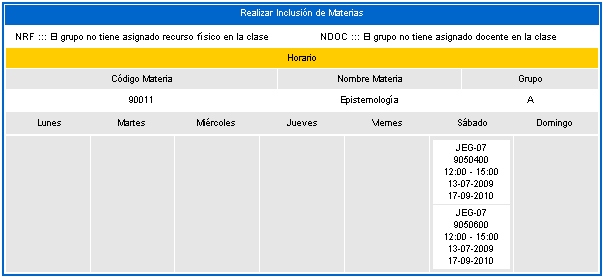 Realizar Inclusión de Materias
NRF ::: El grupo no tiene asignado recurso físico en la clase NDOC ::: El grupo no tiene asignado docente en la clase
Horario
Código Materia Nombre Materia Grupo
90011 Epistemología A
Lunes Martes Miércoles Jueves Viernes Sábado Domingo
JEG-07
9050400
12:00 - 15:00
13-07-2009
17-09-2010
JEG-07
9050600
12:00 - 15:00
13-07-2009
17-09-2010